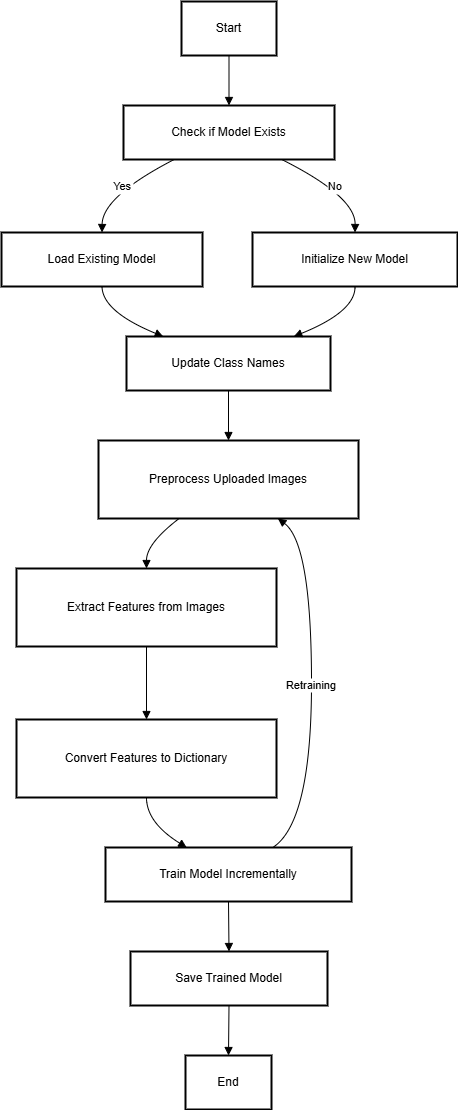 Start
Check if Model Exists
Yes
No
Load Existing Model
Initialize New Model
Update Class Names
Preprocess Uploaded Images
Extract Features from Images
Retraining
Convert Features to Dictionary
Train Model Incrementally
Save Trained Model
End